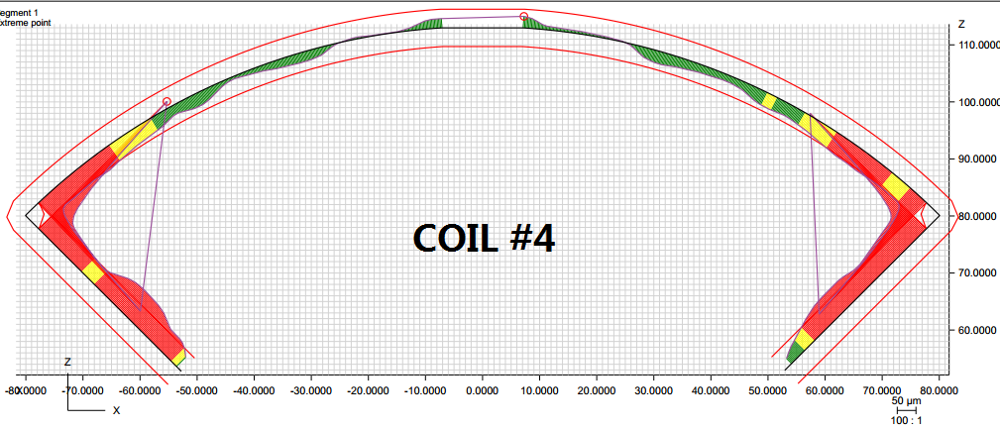 egment 1
xtreme point
Z
110.0000
100.0000
90.0000
80.0000
70.0000
60.0000
COIL #4
Z
X
-80.0000
-70.0000
-60.0000
-50.0000
-40.0000
-30.0000
-20.0000
-10.0000
0.0000
10.0000
20.0000
30.0000
40.0000
50.0000
60.0000
70.0000
80.0000
X
50 µm
100 : 1